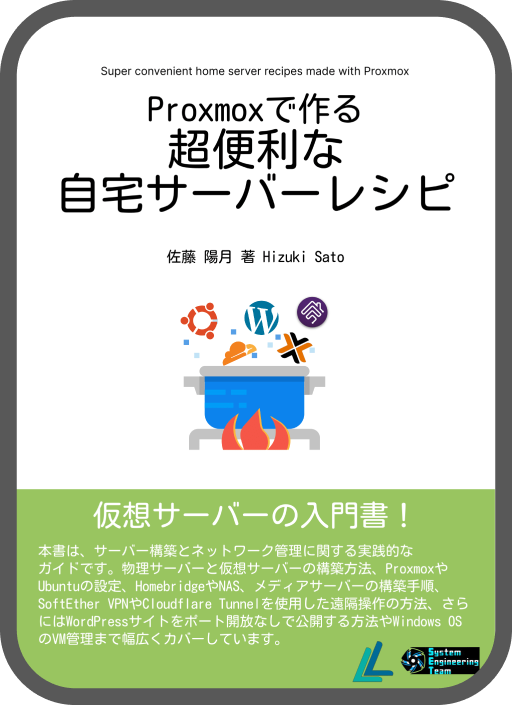 Super convenient home server recipes made with Proxmox
Proxmoxで作る
超便利な
自宅サーバーレシピ
佐藤 陽月 著 Hizuki Sato
仮想サーバーの入門書！
本書は、サーバー構築とネットワーク管理に関する実践的な
ガイドです。物理サーバーと仮想サーバーの構築方法、Proxmoxや
Ubuntuの設定、HomebridgeやNAS、メディアサーバーの構築手順、
SoftEther VPNやCloudflare Tunnelを使用した遠隔操作の方法、さら
にはWordPressサイトをポート開放なしで公開する方法やWindows OS
のVM管理まで幅広くカバーしています。
System
Engineering
Team